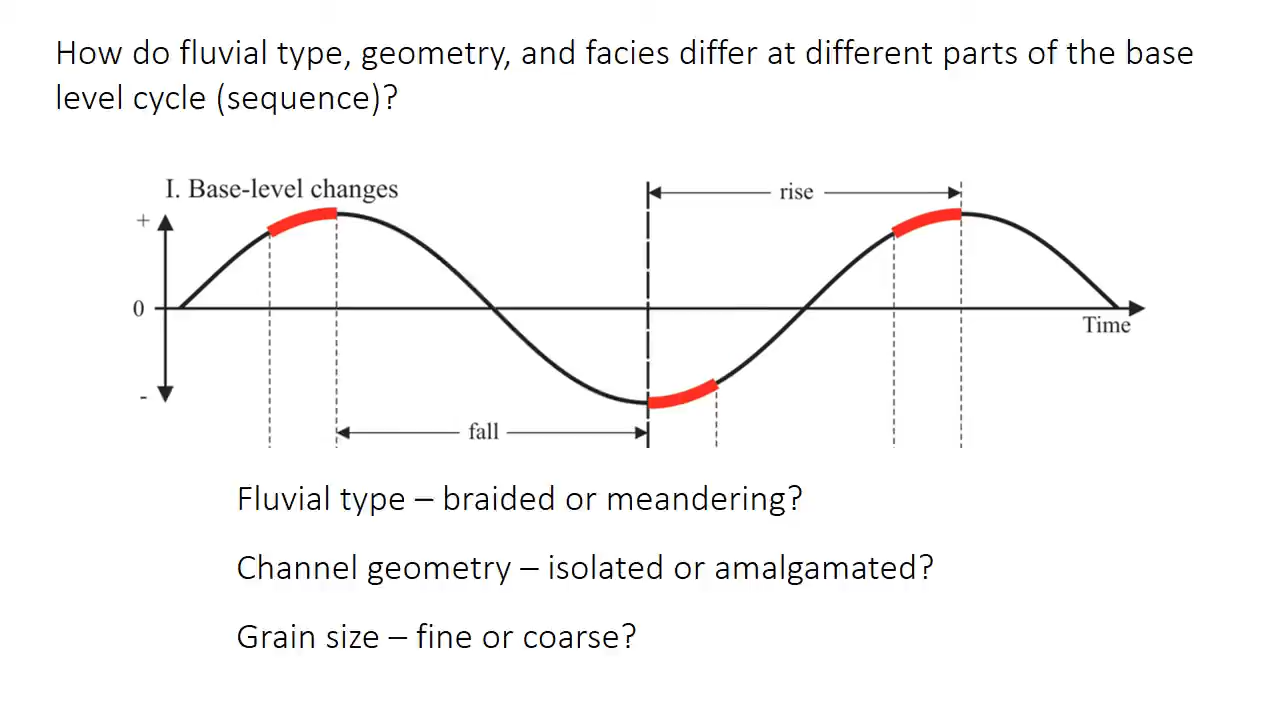 How do fluvial type, geometry, and facies differ at different parts of the base
level cycle (sequence)?
I. Base-level changes
rise
+
0
Time
-
fall
Fluvial type – braided or meandering?
Channel geometry – isolated or amalgamated?
Grain size – fine or coarse?